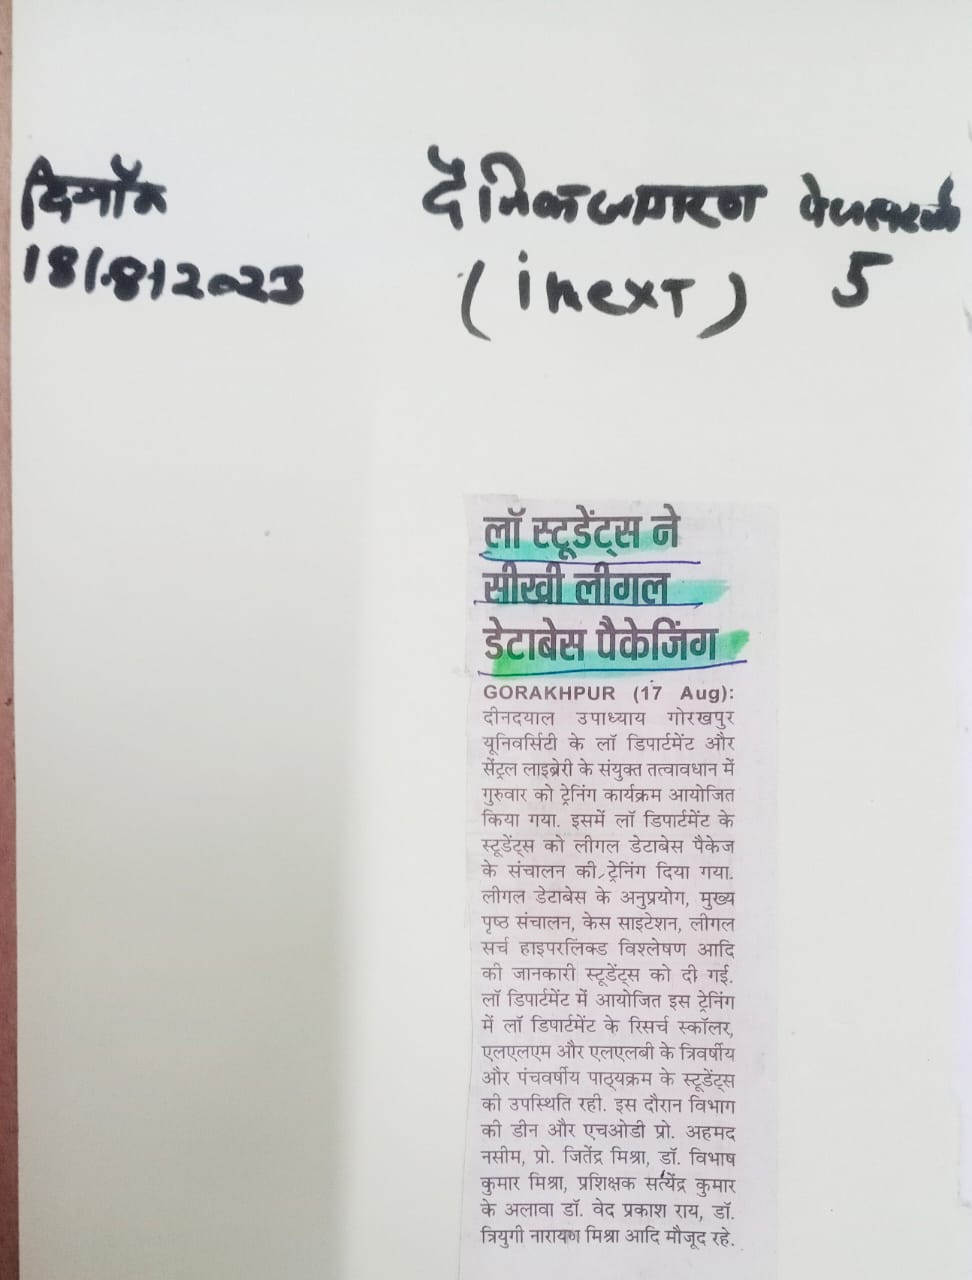 दिनाँक
दैनिक जागरण पेज नम्बर
18/8/2023
(inext) 5
लॉ स्टूडेंट्स ने
सीखी लीगल
डेटाबेस पैकेजिंग
GORAKHPUR (17 Aug):
दीनदयाल उपाध्याय गोरखपुर
यूनिवर्सिटी के लॉ डिपार्टमेंट और
सेंट्रल लाइब्रेरी के संयुक्त तत्वावधान में
गुरुवार को ट्रेनिंग कार्यक्रम आयोजित
किया गया. इसमें लॉ डिपार्टमेंट के
स्टूडेंट्स को लीगल डेटाबेस पैकेज
के संचालन की ट्रेनिंग दिया गया.
लीगल डेटाबेस के अनुप्रयोग, मुख्य
पृष्ठ संचालन, केस साइटेशन, लीगल
सर्च हाइपरलिंक्ड विश्लेषण आदि
की जानकारी स्टूडेंट्स को दी गई.
लॉ डिपार्टमेंट में आयोजित इस ट्रेनिंग
में लॉ डिपार्टमेंट के रिसर्च स्कॉलर,
एलएलएम और एलएलबी के त्रिवर्षीय
और पंचवर्षीय पाठ्यक्रम के स्टूडेंट्स
की उपस्थिति रही. इस दौरान विभाग
की डीन और एचओडी प्रो. अहमद
नसीम, प्रो. जितेंद्र मिश्रा, डॉ. विभाष
कुमार मिश्रा, प्रशिक्षक सत्येंद्र कुमार
के अलावा डॉ. वेद प्रकाश राय, डॉ.
त्रियुगी नारायण मिश्रा आदि मौजूद रहे.